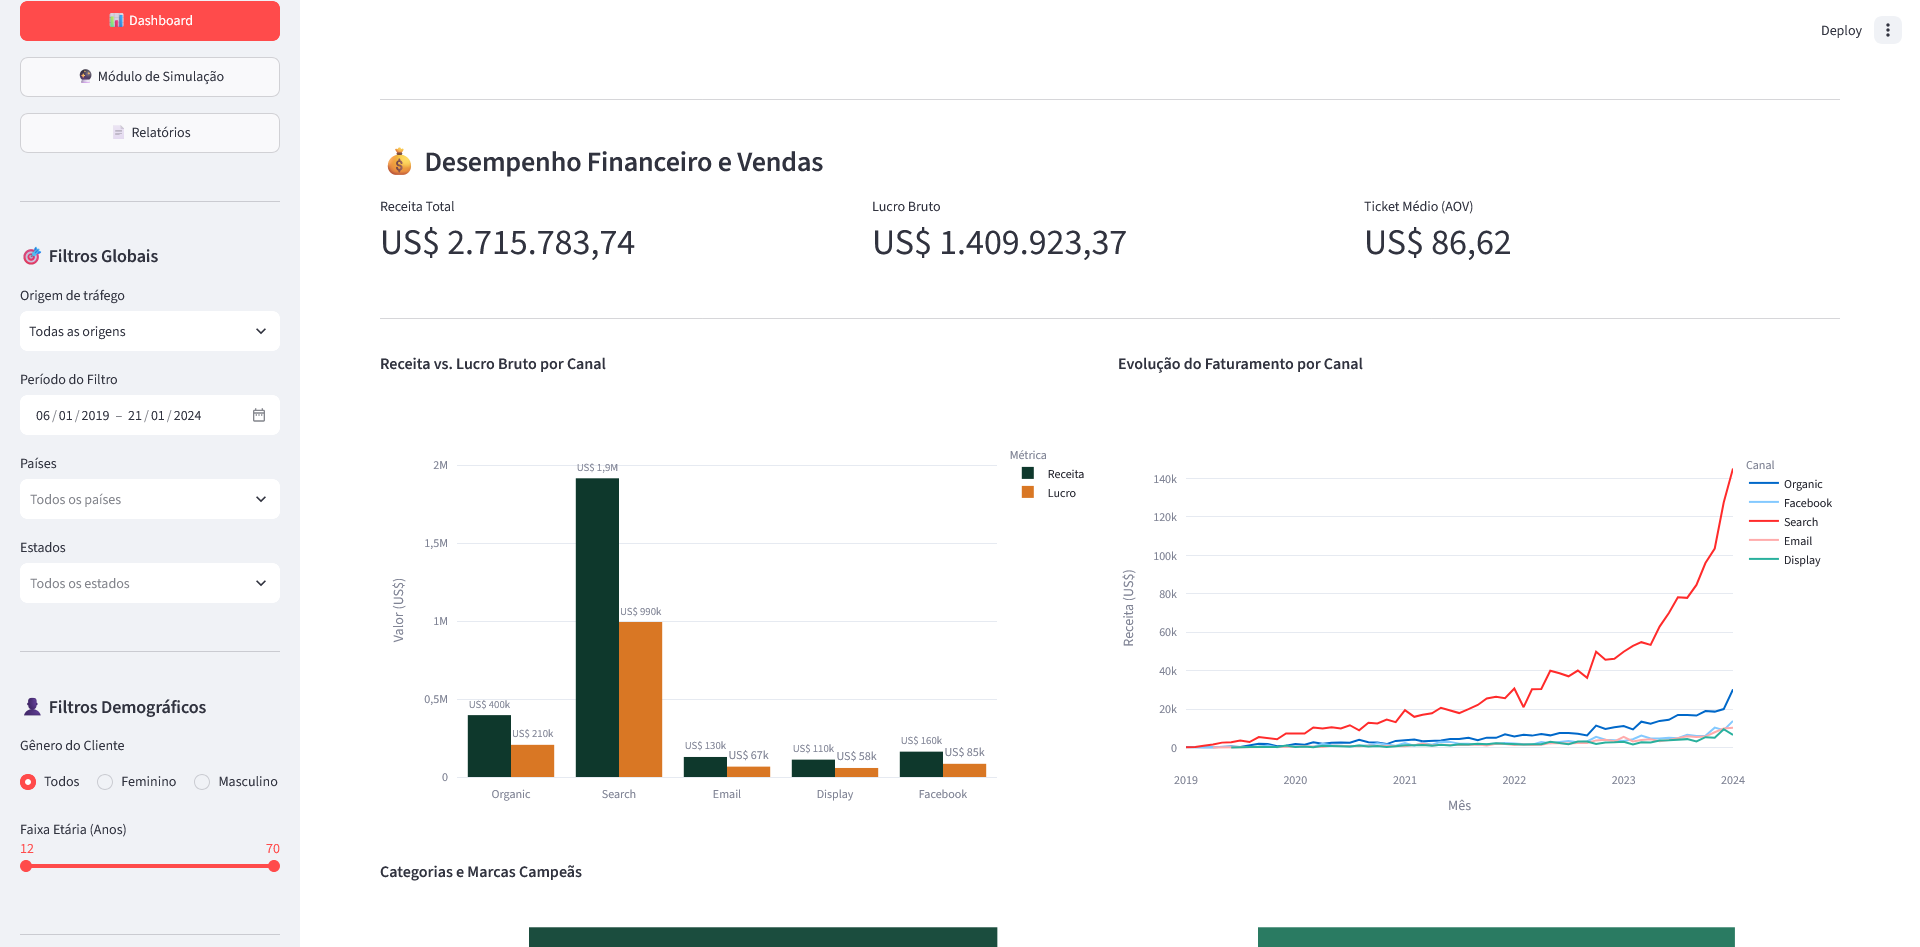 Dashboard
Módulo de Simulação
Relatórios
Filtros Globais
Origem de tráfego
Todas as origens
Período do Filtro
06 / 01 / 2019 – 21 / 01 / 2024
Países
Todos os países
Estados
Todos os estados
Filtros Demográficos
Gênero do Cliente
Todos Feminino Masculino
Faixa Etária (Anos)
12 70
Deploy
Desempenho Financeiro e Vendas
Receita Total
US$ 2.715.783,74
Lucro Bruto
US$ 1.409.923,37
Ticket Médio (AOV)
US$ 86,62
Receita vs. Lucro Bruto por Canal
Valor (US$)
2M
1,5M
1M
0,5M
0
US$ 400k
US$ 210k
US$ 1,9M
US$ 990k
US$ 130k
US$ 67k
US$ 110k
US$ 58k
US$ 160k
US$ 85k
Organic Search Email Display Facebook
Métrica
Receita
Lucro
Evolução do Faturamento por Canal
Receita (US$)
140k
120k
100k
80k
60k
40k
20k
0
2019 2020 2021 2022 2023 2024
Mês
Canal
Organic
Facebook
Search
Email
Display
Categorias e Marcas Campeãs